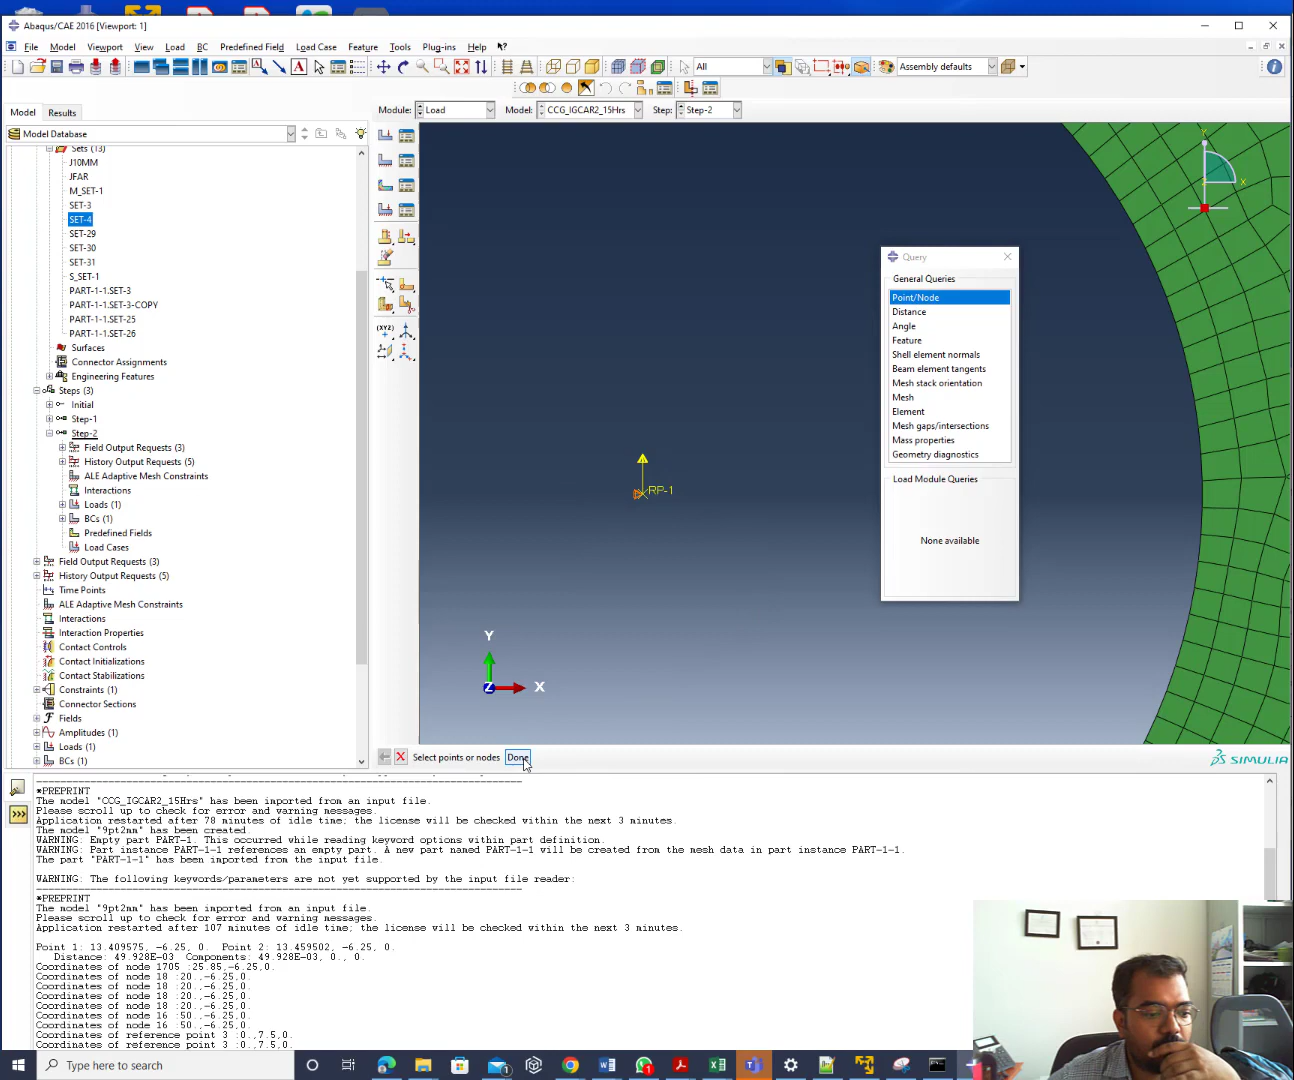 Abaqus/CAE 2016 [Viewport: 1]
File Model Viewport View Load BC Predefined Field Load Case Feature Tools Plug-ins Help
All Assembly defaults
Model Results
Module: Load Model: CCG_IGCAR2_15Hrs Step: Step-2
Model Database
Sets (13)
J10MM
JFAR
M_SET-1
SET-3
SET-4
SET-29
SET-30
SET-31
S_SET-1
PART-1-1.SET-3
PART-1-1.SET-3-COPY
PART-1-1.SET-25
PART-1-1.SET-26
Surfaces
Connector Assignments
Engineering Features
Steps (3)
Initial
Step-1
Step-2
Field Output Requests (3)
History Output Requests (5)
ALE Adaptive Mesh Constraints
Interactions
Loads (1)
BCs (1)
Predefined Fields
Load Cases
Field Output Requests (3)
History Output Requests (5)
Time Points
ALE Adaptive Mesh Constraints
Interactions
Interaction Properties
Contact Controls
Contact Initializations
Contact Stabilizations
Constraints (1)
Connector Sections
Fields
Amplitudes (1)
Loads (1)
BCs (1)
Y
X
RP-1
Y
Z
X
Query
General Queries
Point/Node
Distance
Angle
Feature
Shell element normals
Beam element tangents
Mesh stack orientation
Mesh
Element
Mesh gaps/intersections
Mass properties
Geometry diagnostics
Load Module Queries
None available
Select points or nodes Done
SIMULIA
*PREPRINT
The model "CCG_IGCAR2_15Hrs" has been imported from an input file.
Please scroll up to check for error and warning messages.
Application restarted after 78 minutes of idle time; the license will be checked within the next 3 minutes.
The model "9pt2mm" has been created.
WARNING: Empty part PART-1. This occurred while reading keyword options within part definition.
WARNING: Part instance PART-1-1 references an empty part. A new part named PART-1-1 will be created from the mesh data in part instance PART-1-1.
The part "PART-1-1" has been imported from the input file.
WARNING: The following keywords/parameters are not yet supported by the input file reader:
*PREPRINT
The model "9pt2mm" has been imported from an input file.
Please scroll up to check for error and warning messages.
Application restarted after 107 minutes of idle time; the license will be checked within the next 3 minutes.
Point 1: 13.409575, -6.25, 0. Point 2: 13.459502, -6.25, 0.
Distance: 49.928E-03, Components: 49.928E-03, 0., 0.
Coordinates of node 1705 :25.85,-6.25,0.
Coordinates of node 18 :20.,-6.25,0.
Coordinates of node 18 :20.,-6.25,0.
Coordinates of node 18 :20.,-6.25,0.
Coordinates of node 18 :20.,-6.25,0.
Coordinates of node 16 :50.,-6.25,0.
Coordinates of node 16 :50.,-6.25,0.
Coordinates of reference point 3 :0.,7.5,0.
Coordinates of reference point 3 :0.,7.5,0.
Type here to search